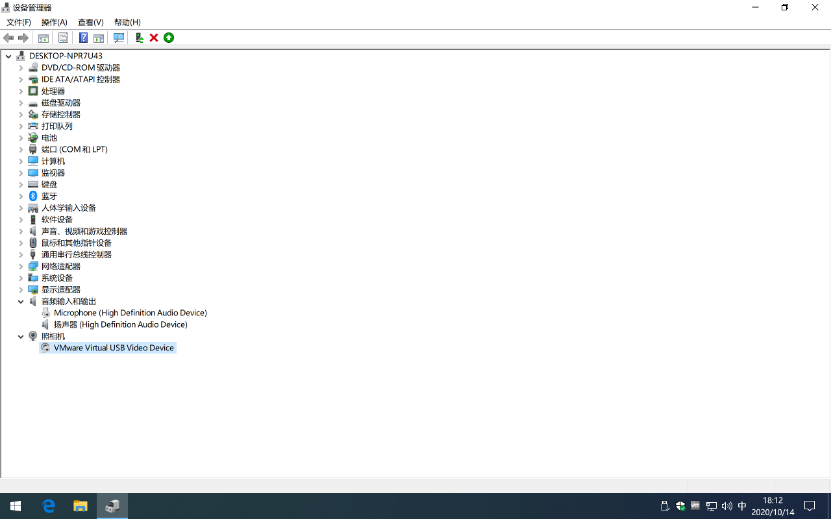 设备管理器
文件(F) 操作(A) 查看(V) 帮助(H)
DESKTOP-NPR7U43
DVD/CD-ROM 驱动器
IDE ATA/ATAPI 控制器
处理器
磁盘驱动器
存储控制器
打印队列
电池
端口 (COM 和 LPT)
计算机
监视器
键盘
蓝牙
人体学输入设备
软件设备
声音、视频和游戏控制器
鼠标和其他指针设备
通用串行总线控制器
网络适配器
系统设备
显示适配器
音频输入和输出
Microphone (High Definition Audio Device)
扬声器 (High Definition Audio Device)
照相机
VMware Virtual USB Video Device
中
18:12
2020/10/14